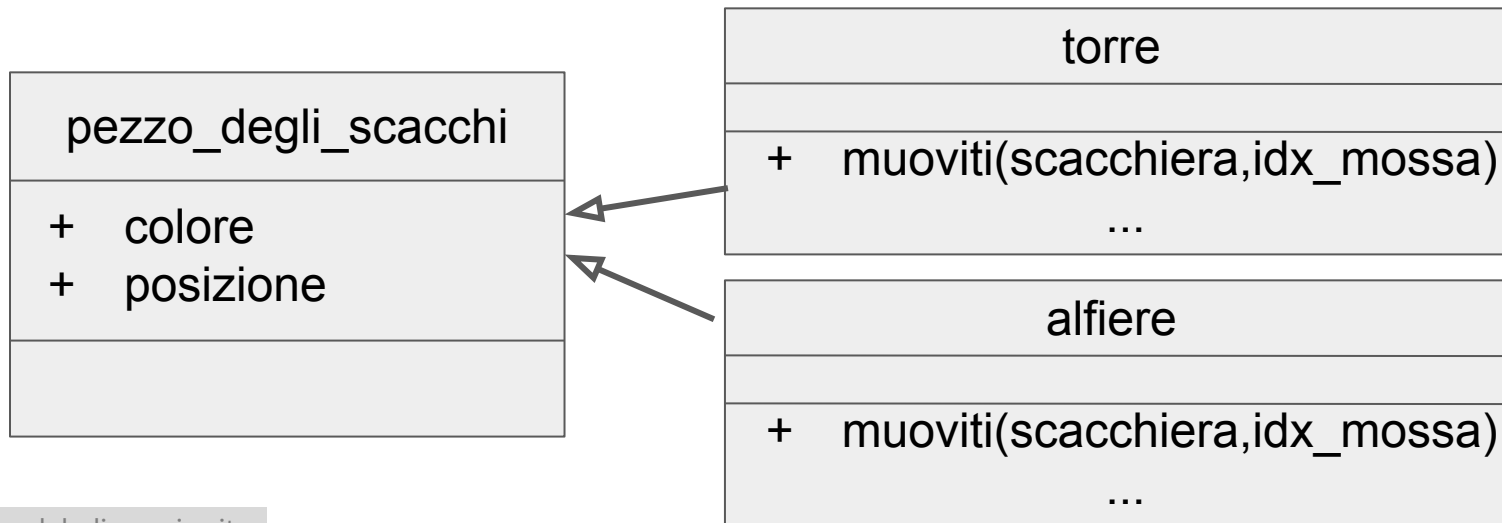 pezzo_degli_scacchi
+ colore
+ posizione
torre
+ muoviti(scacchiera,idx_mossa)
...
alfiere
+ muoviti(scacchiera,idx_mossa)
...